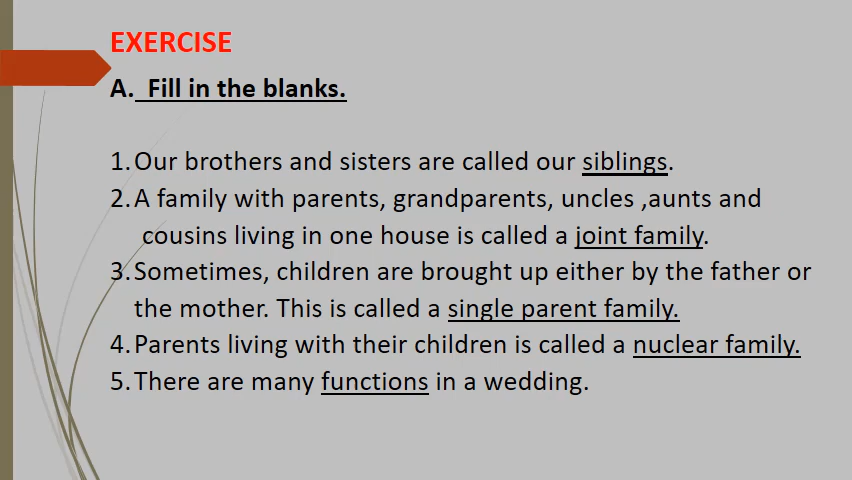 EXERCISE
A. Fill in the blanks.
1. Our brothers and sisters are called our siblings.
2. A family with parents, grandparents, uncles ,aunts and
cousins living in one house is called a joint family.
3. Sometimes, children are brought up either by the father or
the mother. This is called a single parent family.
4. Parents living with their children is called a nuclear family.
5. There are many functions in a wedding.